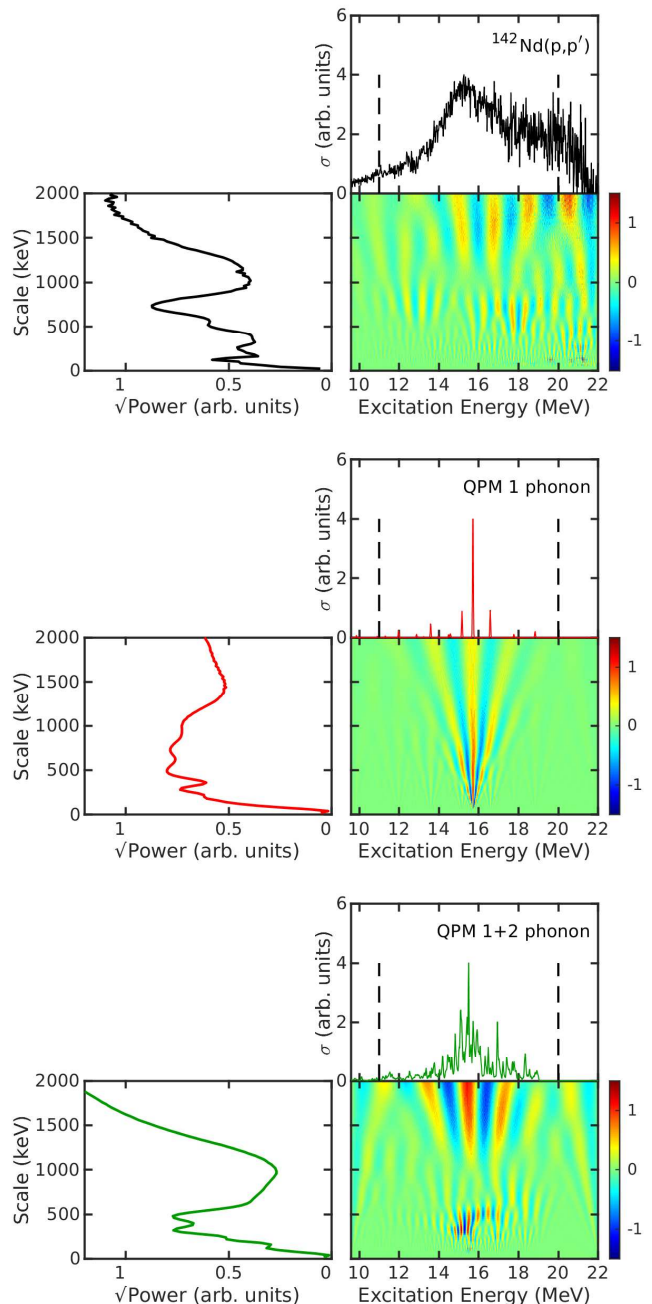 6
¹⁴²Nd(p,p′)
4
2
0
σ (arb. units)
2000
1500
1000
500
0
Scale (keV)
1
0
-1
1 0.5 0
10 12 14 16 18 20 22
√Power (arb. units)
Excitation Energy (MeV)
6
QPM 1 phonon
4
2
0
σ (arb. units)
2000
1500
1000
500
0
Scale (keV)
1
0
-1
1 0.5 0
10 12 14 16 18 20 22
√Power (arb. units)
Excitation Energy (MeV)
6
QPM 1+2 phonon
4
2
0
σ (arb. units)
2000
1500
1000
500
0
Scale (keV)
1
0
-1
1 0.5 0
10 12 14 16 18 20 22
√Power (arb. units)
Excitation Energy (MeV)